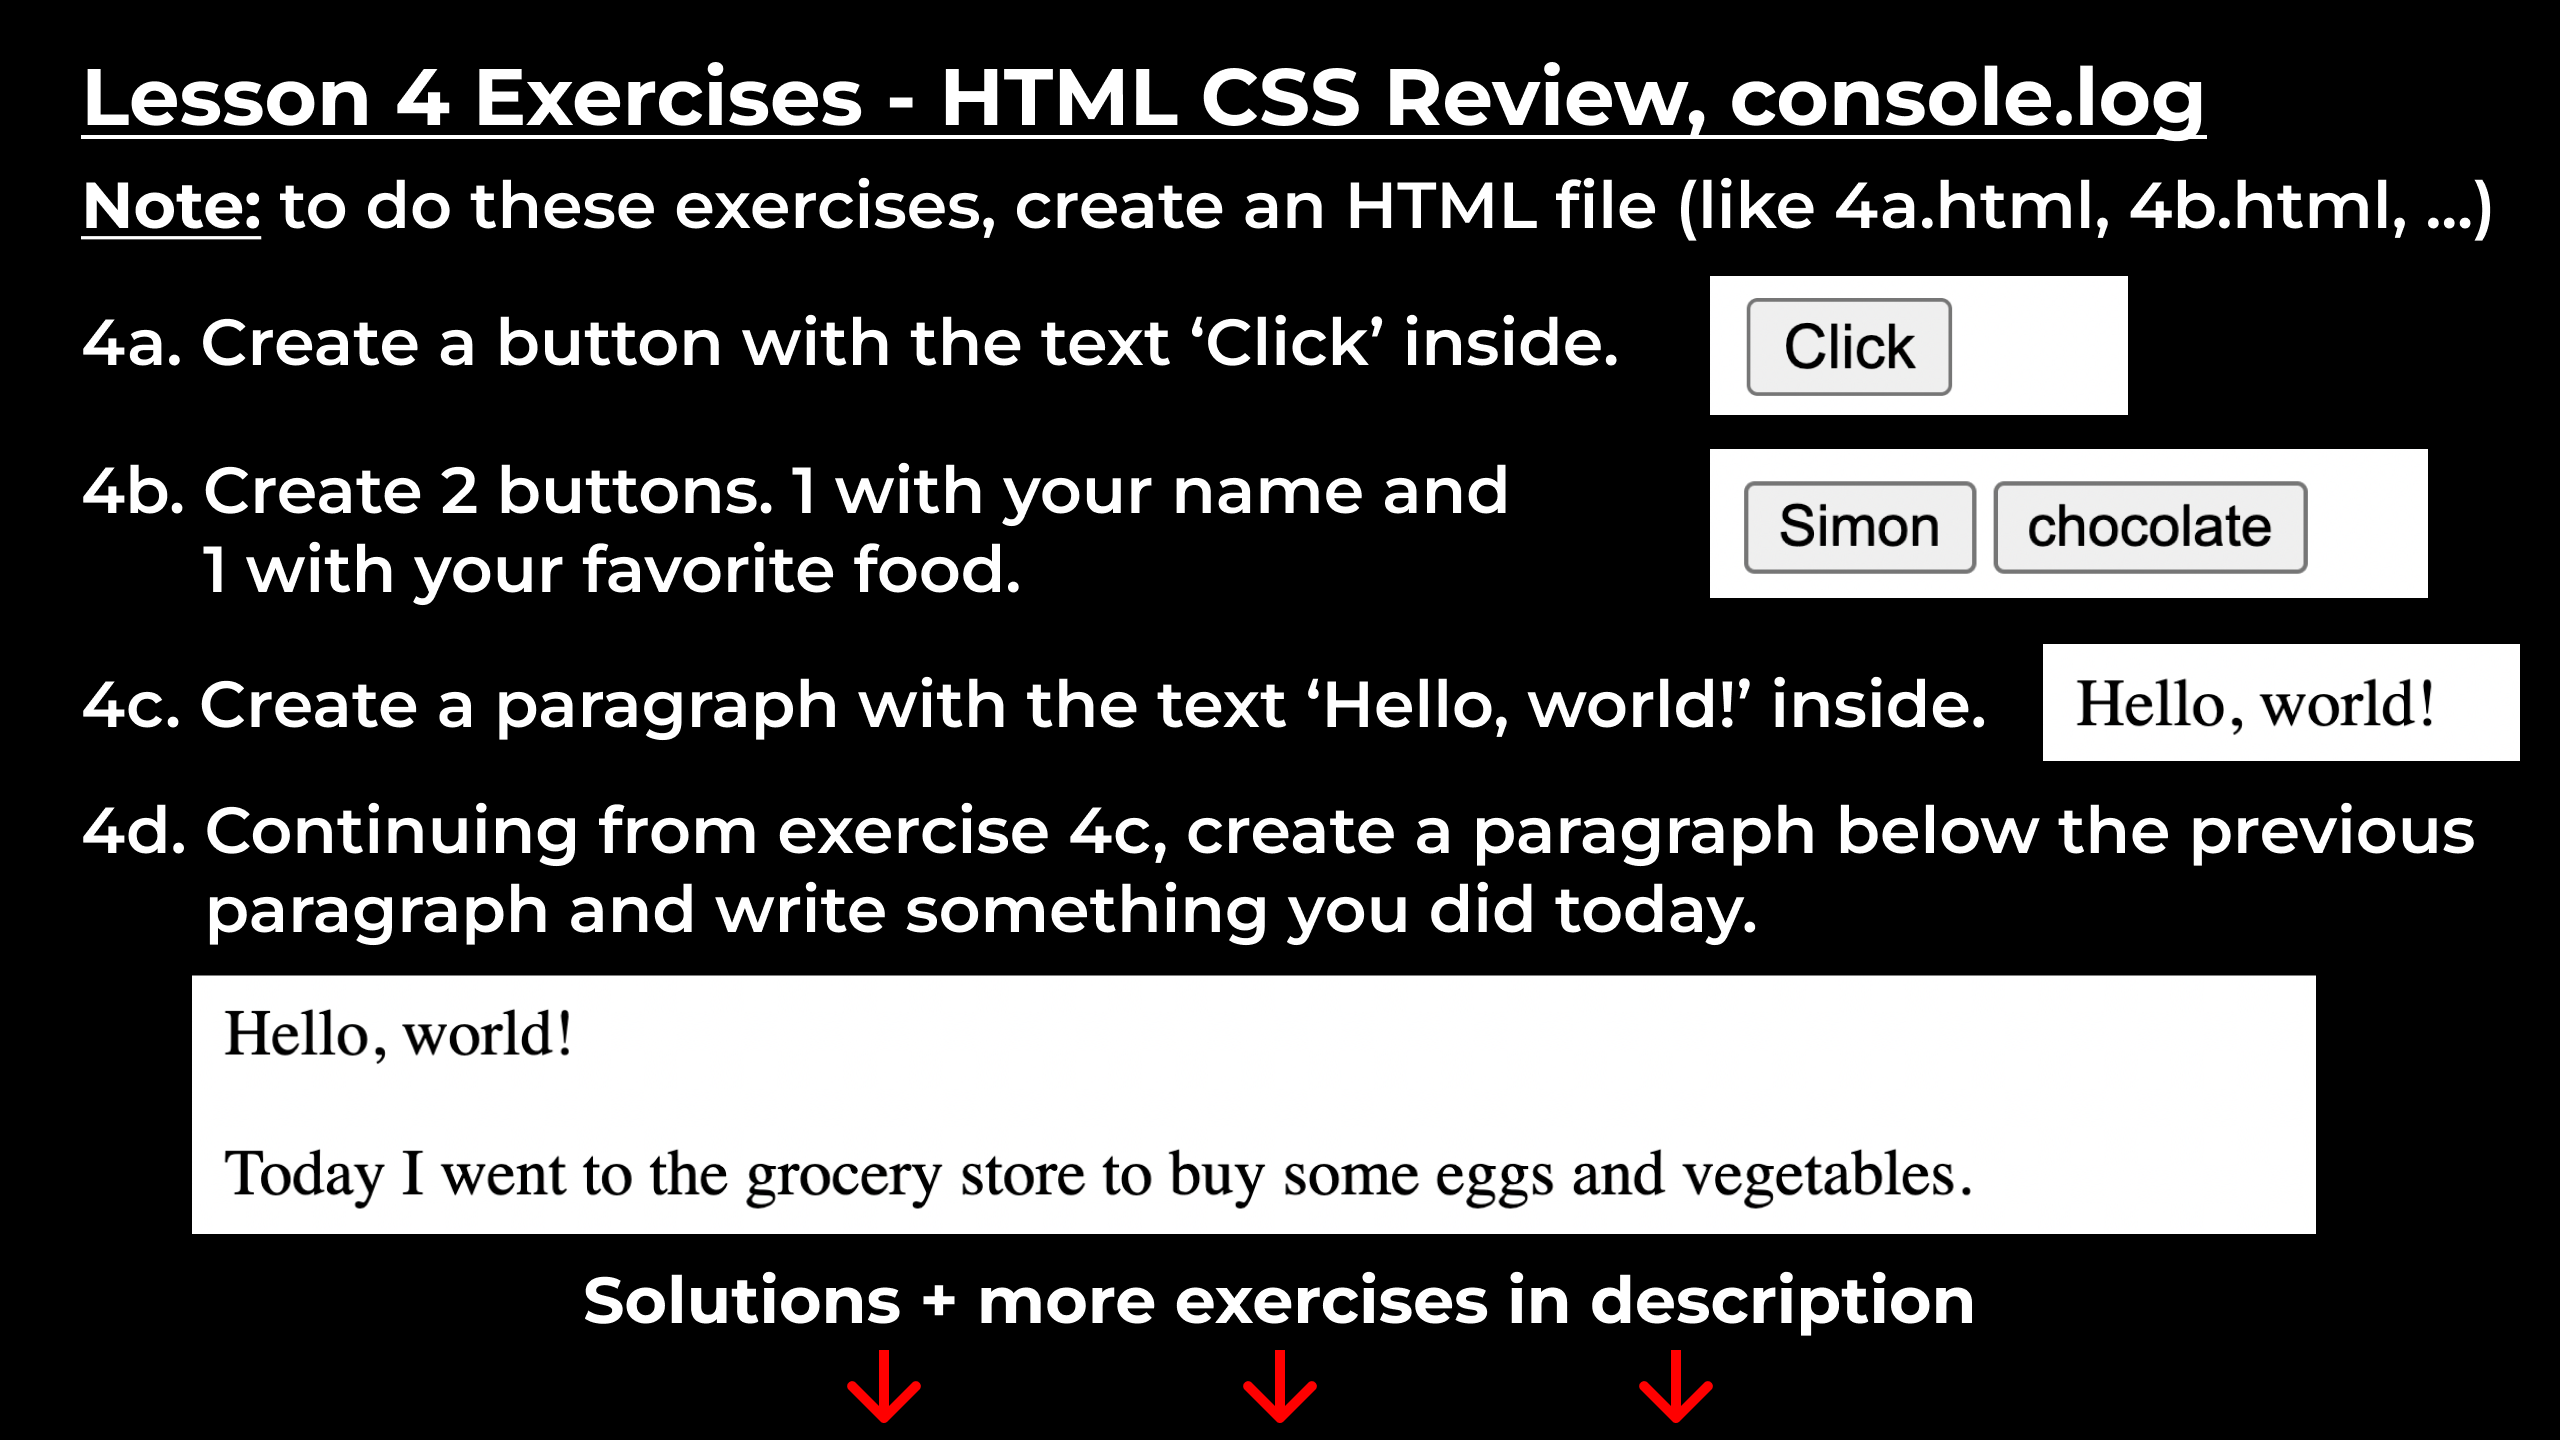 Lesson 4 Exercises - HTML CSS Review, console.log
Note: to do these exercises, create an HTML file (like 4a.html, 4b.html, ...)
4a. Create a button with the text ‘Click’ inside.
Click
4b. Create 2 buttons. 1 with your name and
1 with your favorite food.
Simon chocolate
4c. Create a paragraph with the text ‘Hello, world!’ inside.
Hello, world!
4d. Continuing from exercise 4c, create a paragraph below the previous
paragraph and write something you did today.
Hello, world!
Today I went to the grocery store to buy some eggs and vegetables.
Solutions + more exercises in description